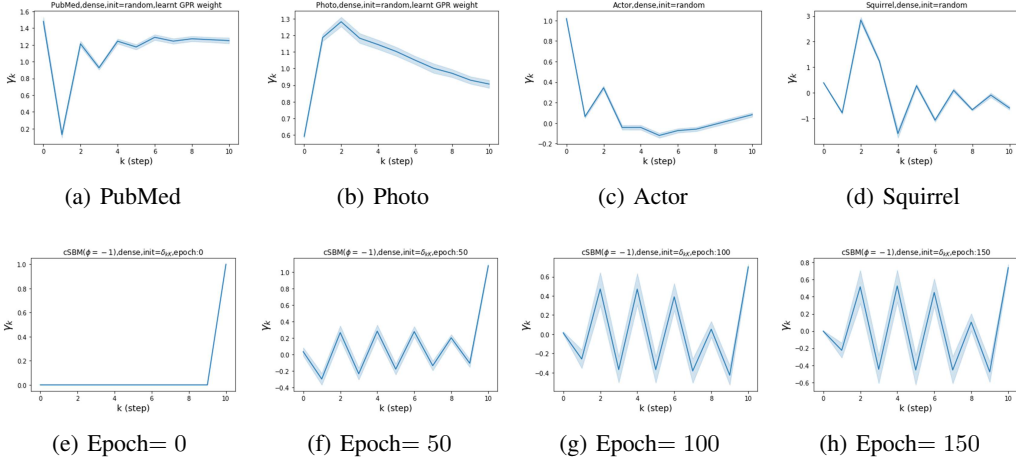 PubMed,dense,init=random,learnt GPR weight
Photo,dense,init=random,learnt GPR weight
Actor,dense,init=random
Squirrel,dense,init=random
1.6
1.4
1.2
1.0
0.8
0.6
0.4
0.2
γk
0 2 4 6 8 10
k (step)
1.3
1.2
1.1
1.0
0.9
0.8
0.7
0.6
γk
0 2 4 6 8 10
k (step)
1.0
0.8
0.6
0.4
0.2
0.0
−0.2
γk
0 2 4 6 8 10
k (step)
3
2
1
0
−1
γk
0 2 4 6 8 10
k (step)
(a) PubMed
(b) Photo
(c) Actor
(d) Squirrel
cSBM(ϕ = −1),dense,init=δkK,epoch:0
cSBM(ϕ = −1),dense,init=δkK,epoch:50
cSBM(ϕ = −1),dense,init=δkK,epoch:100
cSBM(ϕ = −1),dense,init=δkK,epoch:150
1.0
0.8
0.6
0.4
0.2
0.0
γk
0 2 4 6 8 10
k (step)
1.0
0.8
0.6
0.4
0.2
0.0
−0.2
−0.4
γk
0 2 4 6 8 10
k (step)
0.6
0.4
0.2
0.0
−0.2
−0.4
γk
0 2 4 6 8 10
k (step)
0.8
0.6
0.4
0.2
0.0
−0.2
−0.4
−0.6
γk
0 2 4 6 8 10
k (step)
(e) Epoch= 0
(f) Epoch= 50
(g) Epoch= 100
(h) Epoch= 150